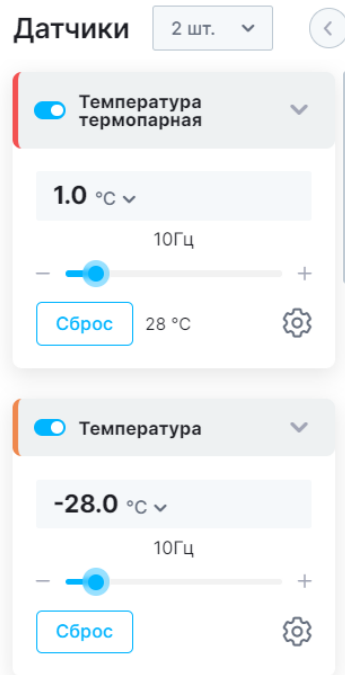 Датчики 2 шт.
Температура
термопарная
1.0 °C
10Гц
Сброс 28 °C
Температура
-28.0 °C
10Гц
Сброс